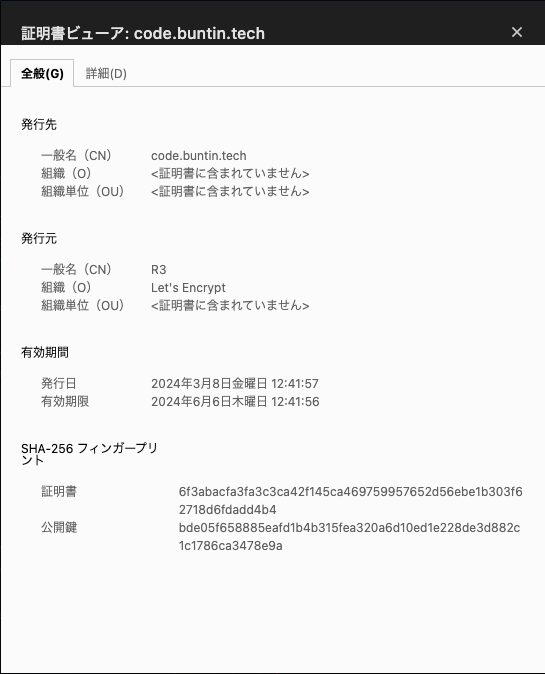 証明書ビューア: code.buntin.tech
全般(G) 詳細(D)
発行先
一般名（CN） code.buntin.tech
組織（O） <証明書に含まれていません>
組織単位（OU） <証明書に含まれていません>
発行元
一般名（CN） R3
組織（O） Let's Encrypt
組織単位（OU） <証明書に含まれていません>
有効期間
発行日 2024年3月8日金曜日 12:41:57
有効期限 2024年6月6日木曜日 12:41:56
SHA-256 フィンガープリ
ント
証明書 6f3abacfa3fa3c3ca42f145ca469759957652d56ebe1b303f6
2718d6fdadd4b4
公開鍵 bde05f658885eafd1b4b315fea320a6d10ed1e228de3d882c
1c1786ca3478e9a